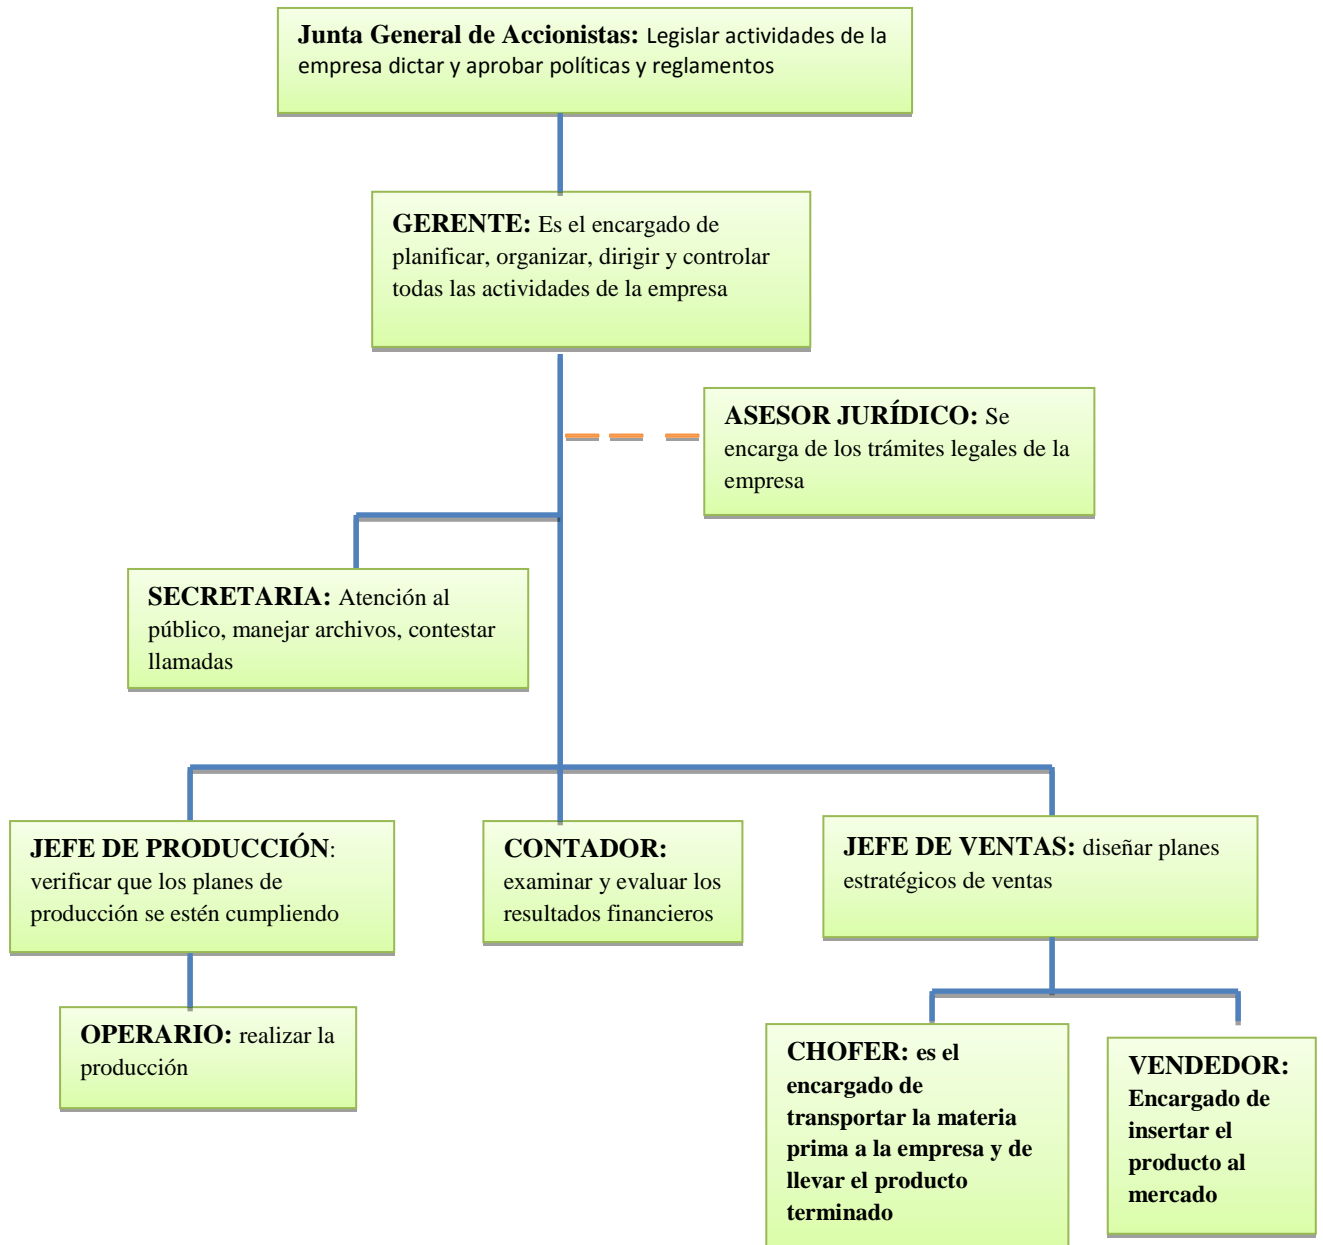 Junta General de Accionistas: Legislar actividades de la
empresa dictar y aprobar políticas y reglamentos
GERENTE: Es el encargado de
planificar, organizar, dirigir y controlar
todas las actividades de la empresa
ASESOR JURÍDICO: Se
encarga de los trámites legales de la
empresa
SECRETARIA: Atención al
público, manejar archivos, contestar
llamadas
JEFE DE PRODUCCIÓN:
verificar que los planes de
producción se estén cumpliendo
CONTADOR:
examinar y evaluar los
resultados financieros
JEFE DE VENTAS: diseñar planes
estratégicos de ventas
OPERARIO: realizar la
producción
CHOFER: es el
encargado de
transportar la materia
prima a la empresa y de
llevar el producto
terminado
VENDEDOR:
Encargado de
insertar el
producto al
mercado